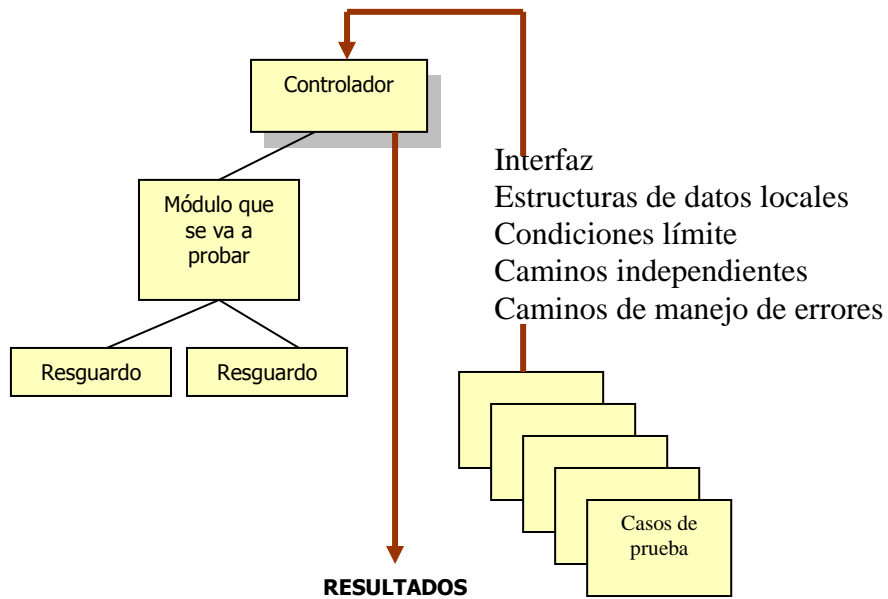 Controlador
Módulo que
se va a
probar
Resguardo
Resguardo
Interfaz
Estructuras de datos locales
Condiciones límite
Caminos independientes
Caminos de manejo de errores
Casos de
prueba
RESULTADOS